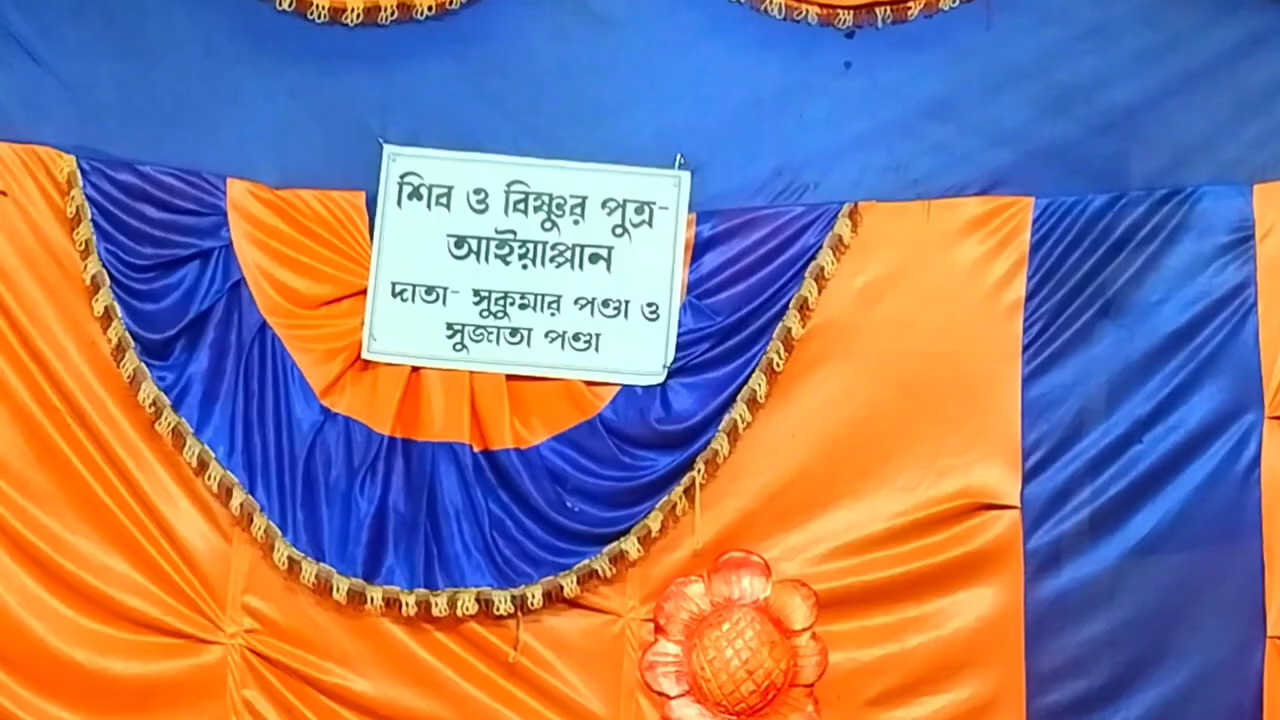 শিব ও বিষ্ণুর পুত্র-
আইয়াপ্পান
দাতা- সুকুমার পণ্ডা ও
সুজাতা পণ্ডা